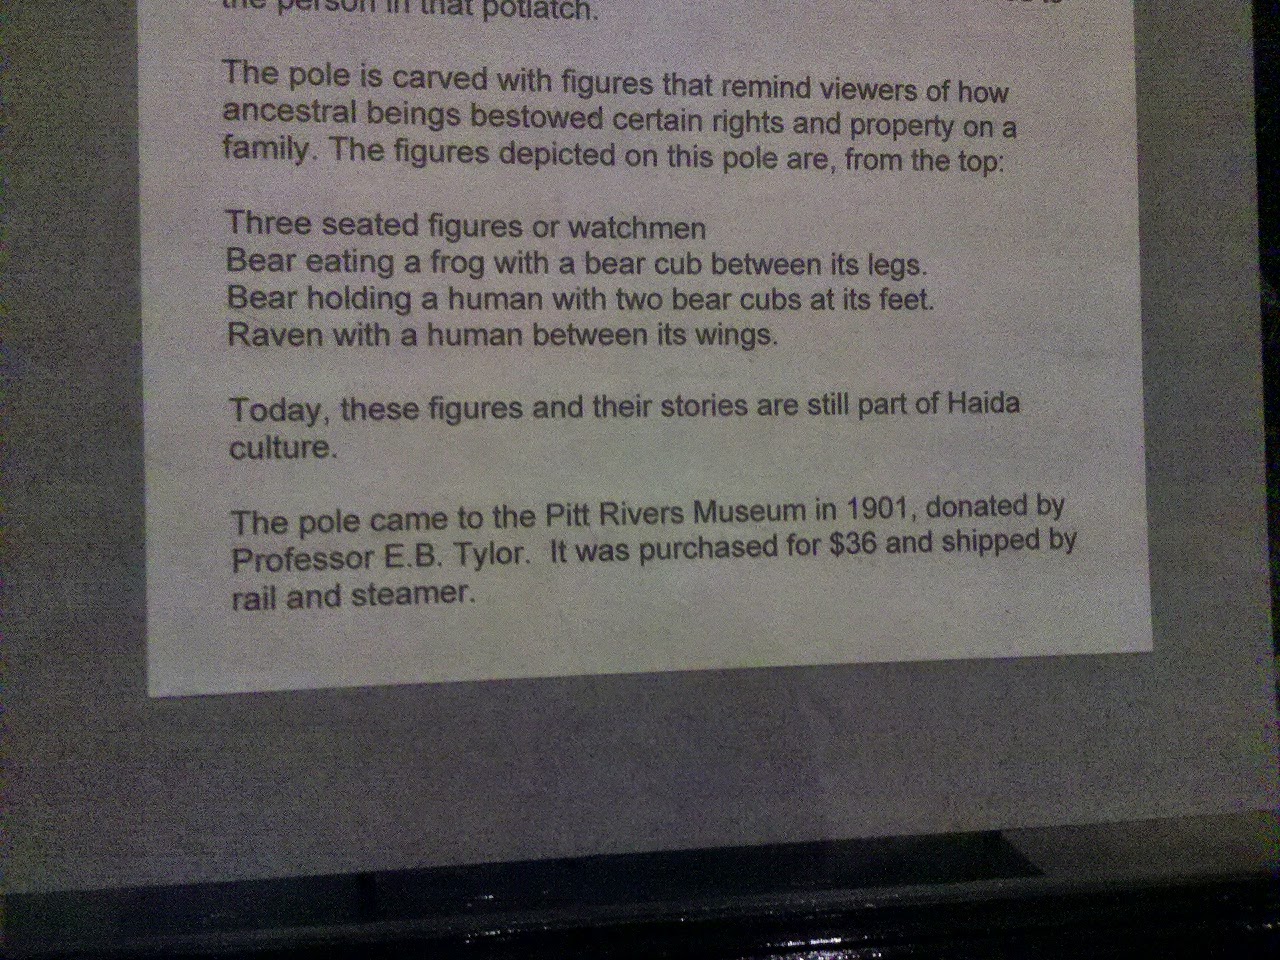 the person in that potlatch.
The pole is carved with figures that remind viewers of how
ancestral beings bestowed certain rights and property on a
family. The figures depicted on this pole are, from the top:
Three seated figures or watchmen
Bear eating a frog with a bear cub between its legs.
Bear holding a human with two bear cubs at its feet.
Raven with a human between its wings.
Today, these figures and their stories are still part of Haida
culture.
The pole came to the Pitt Rivers Museum in 1901, donated by
Professor E.B. Tylor. It was purchased for $36 and shipped by
rail and steamer.